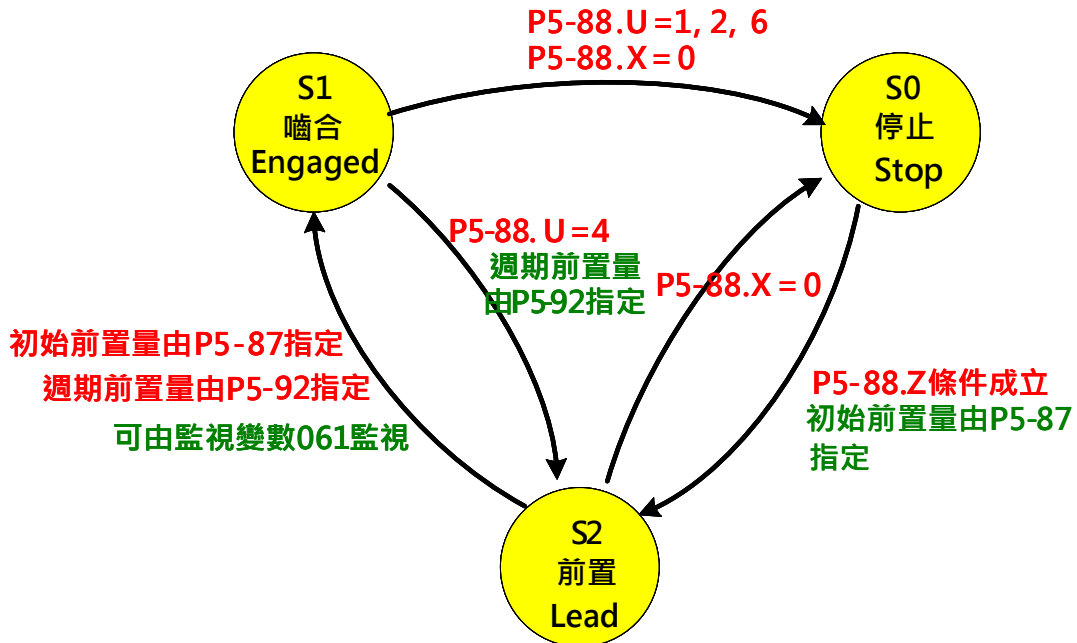 P5-88.U=1, 2, 6
P5-88.X=0
S1
嚙合
Engaged
S0
停止
Stop
P5-88. U=4
週期前置量
由P5-92指定
P5-88.X=0
初始前置量由P5-87指定
週期前置量由P5-92指定
可由監視變數061監視
P5-88.Z條件成立
初始前置量由P5-87
指定
S2
前置
Lead